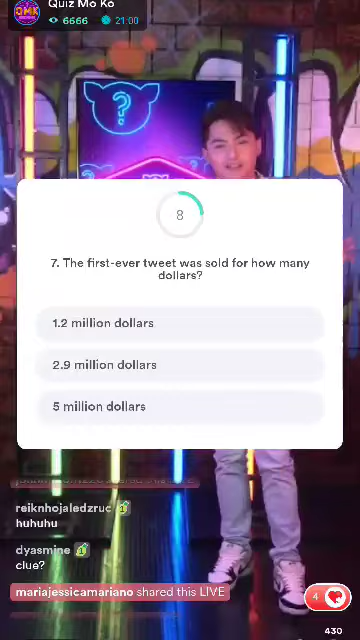 Quiz Mo Ko
QMK
6666
21:00
?
8
7. The first-ever tweet was sold for how many
dollars?
1.2 million dollars
2.9 million dollars
5 million dollars
reiknhojaledzruc
huhuhu
dyasmine
clue?
mariajessicamariano shared this LIVE
4
430